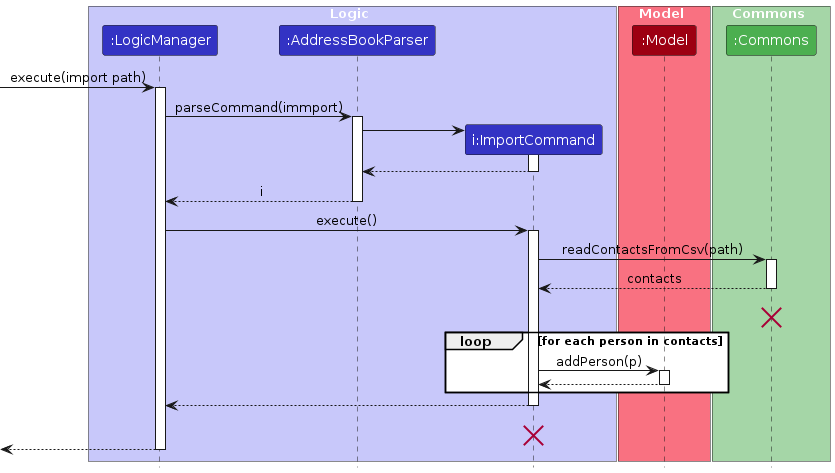 Logic
Model
Commons
:LogicManager
:AddressBookParser
:Model
:Commons
execute(import path)
parseCommand(immport)
i:ImportCommand
i
execute()
readContactsFromCsv(path)
contacts
loop
[for each person in contacts]
addPerson(p)